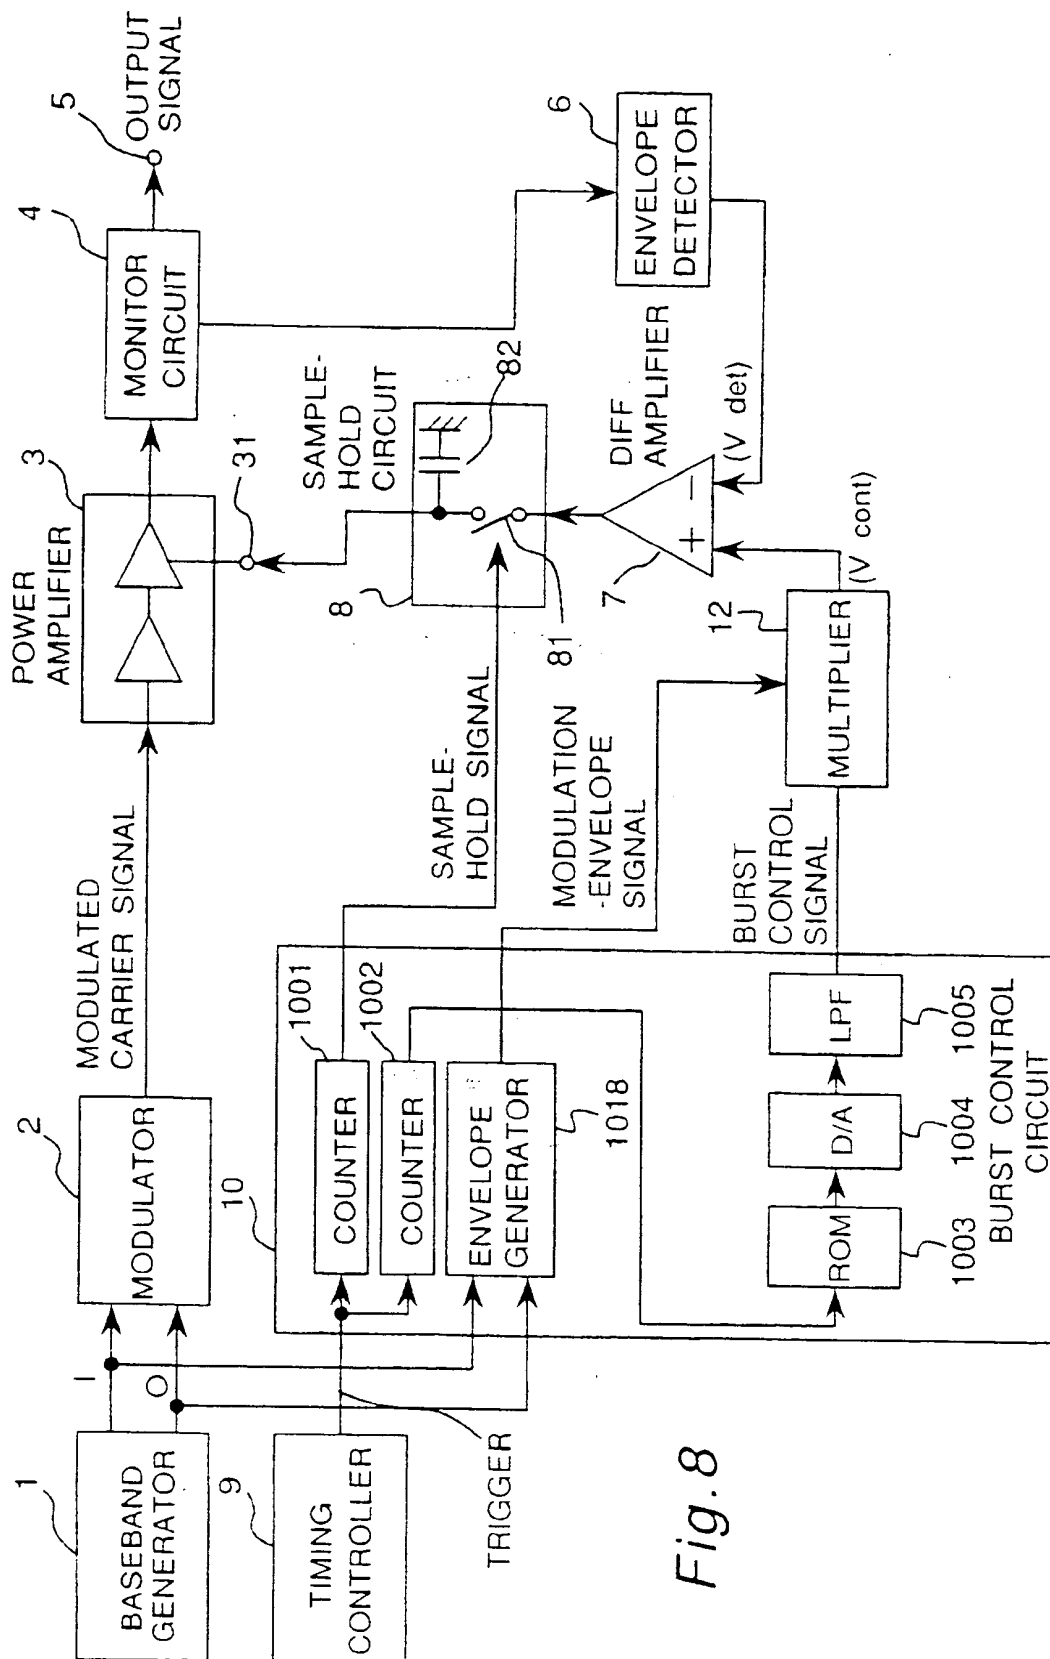 1
BASEBAND
GENERATOR
I
O
2
MODULATOR
MODULATED
CARRIER SIGNAL
POWER
AMPLIFIER
3
31
4
MONITOR
CIRCUIT
5
OUTPUT
SIGNAL
9
TIMING
CONTROLLER
TRIGGER
10
COUNTER
1001
COUNTER
1002
ENVELOPE
GENERATOR
1018
SAMPLE-
HOLD SIGNAL
8
81
82
SAMPLE-
HOLD
CIRCUIT
MODULATION
-ENVELOPE
SIGNAL
7
+
−
DIFF
AMPLIFIER
6
ENVELOPE
DETECTOR
(V det)
(V cont)
12
MULTIPLIER
BURST
CONTROL
SIGNAL
ROM
1003
D/A
1004
LPF
1005
BURST CONTROL
CIRCUIT
Fig.8